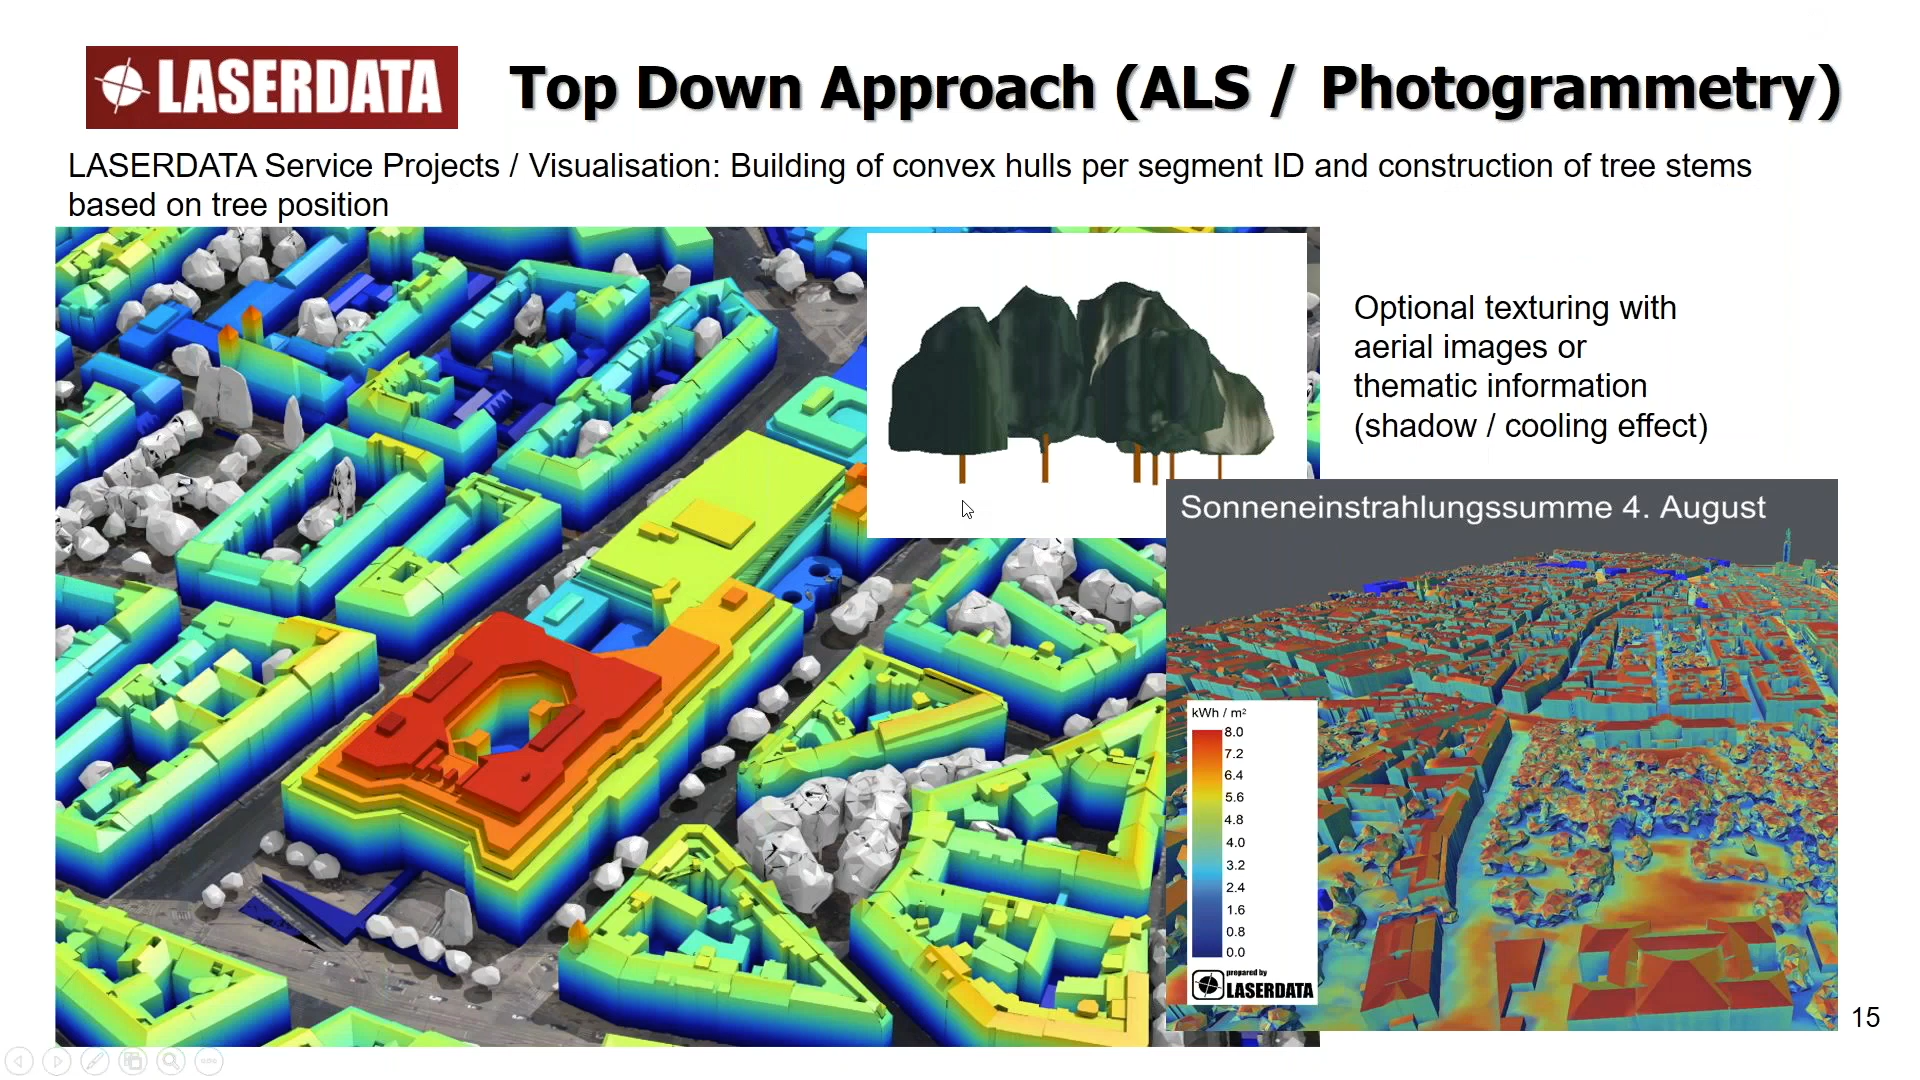 LASERDATA
Top Down Approach (ALS / Photogrammetry)
LASERDATA Service Projects / Visualisation: Building of convex hulls per segment ID and construction of tree stems
based on tree position
Optional texturing with
aerial images or
thematic information
(shadow / cooling effect)
Sonneneinstrahlungssumme 4. August
kWh / m²
8.0
7.2
6.4
5.6
4.8
4.0
3.2
2.4
1.6
0.8
0.0
prepared by
LASERDATA
15